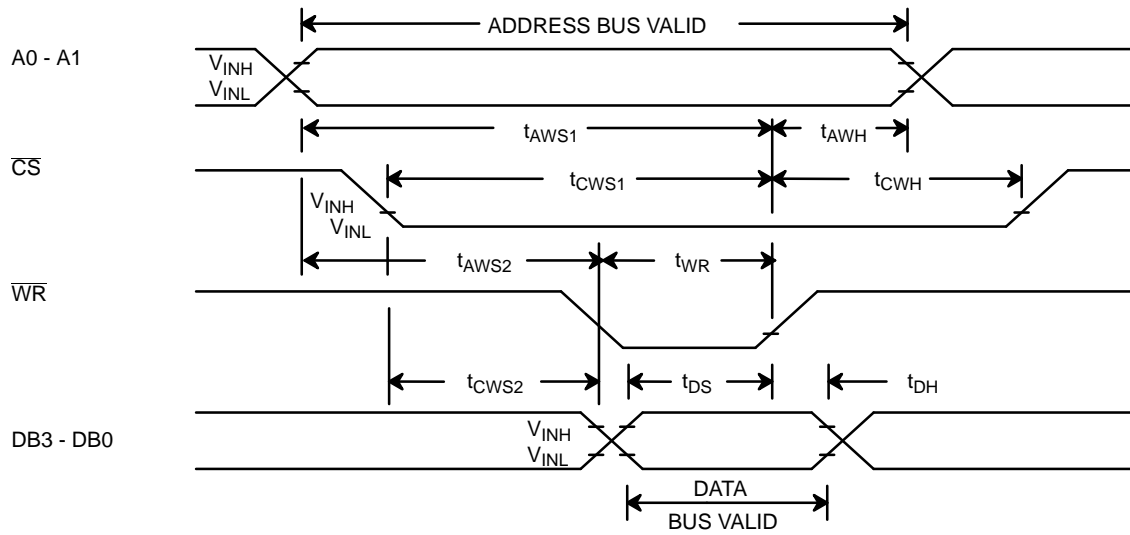 ADDRESS BUS VALID
A0 - A1
VINH
VINL
tAWS1
tAWH
CS
tCWS1
tCWH
VINH
VINL
tAWS2
tWR
WR
tCWS2
tDS
tDH
DB3 - DB0
VINH
VINL
DATA
BUS VALID